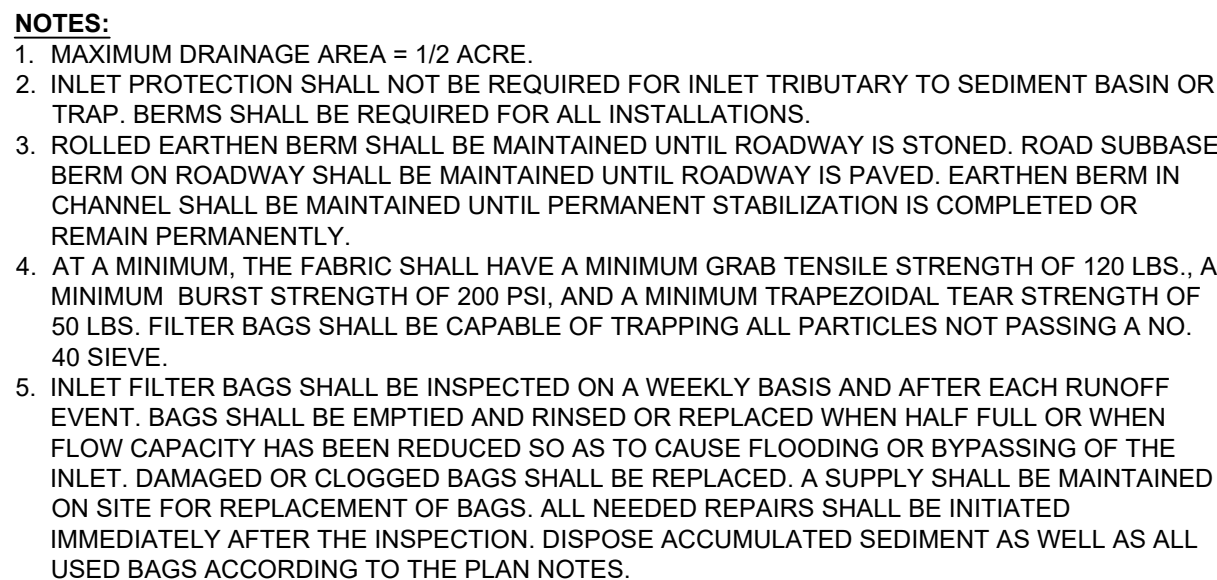 NOTES:
1. MAXIMUM DRAINAGE AREA = 1/2 ACRE.
2. INLET PROTECTION SHALL NOT BE REQUIRED FOR INLET TRIBUTARY TO SEDIMENT BASIN OR
TRAP. BERMS SHALL BE REQUIRED FOR ALL INSTALLATIONS.
3. ROLLED EARTHEN BERM SHALL BE MAINTAINED UNTIL ROADWAY IS STONED. ROAD SUBBASE
BERM ON ROADWAY SHALL BE MAINTAINED UNTIL ROADWAY IS PAVED. EARTHEN BERM IN
CHANNEL SHALL BE MAINTAINED UNTIL PERMANENT STABILIZATION IS COMPLETED OR
REMAIN PERMANENTLY.
4. AT A MINIMUM, THE FABRIC SHALL HAVE A MINIMUM GRAB TENSILE STRENGTH OF 120 LBS., A
MINIMUM BURST STRENGTH OF 200 PSI, AND A MINIMUM TRAPEZOIDAL TEAR STRENGTH OF
50 LBS. FILTER BAGS SHALL BE CAPABLE OF TRAPPING ALL PARTICLES NOT PASSING A NO.
40 SIEVE.
5. INLET FILTER BAGS SHALL BE INSPECTED ON A WEEKLY BASIS AND AFTER EACH RUNOFF
EVENT. BAGS SHALL BE EMPTIED AND RINSED OR REPLACED WHEN HALF FULL OR WHEN
FLOW CAPACITY HAS BEEN REDUCED SO AS TO CAUSE FLOODING OR BYPASSING OF THE
INLET. DAMAGED OR CLOGGED BAGS SHALL BE REPLACED. A SUPPLY SHALL BE MAINTAINED
ON SITE FOR REPLACEMENT OF BAGS. ALL NEEDED REPAIRS SHALL BE INITIATED
IMMEDIATELY AFTER THE INSPECTION. DISPOSE ACCUMULATED SEDIMENT AS WELL AS ALL
USED BAGS ACCORDING TO THE PLAN NOTES.